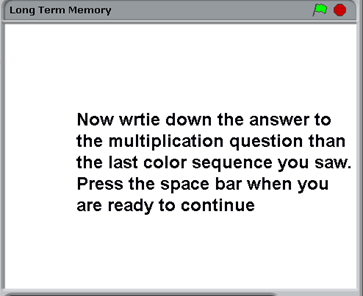 Long Term Memory
Now wrtie down the answer to
the multiplication question than
the last color sequence you saw.
Press the space bar when you
are ready to continue